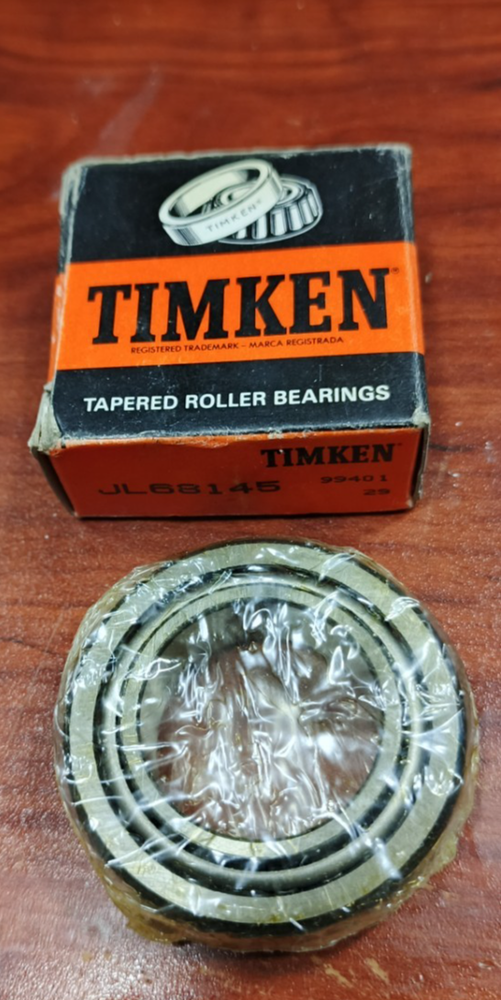 TIMKEN®
TIMKEN
REGISTERED TRADEMARK – MARCA REGISTRADA
TAPERED ROLLER BEARINGS
TIMKEN
JL68145 99401
29